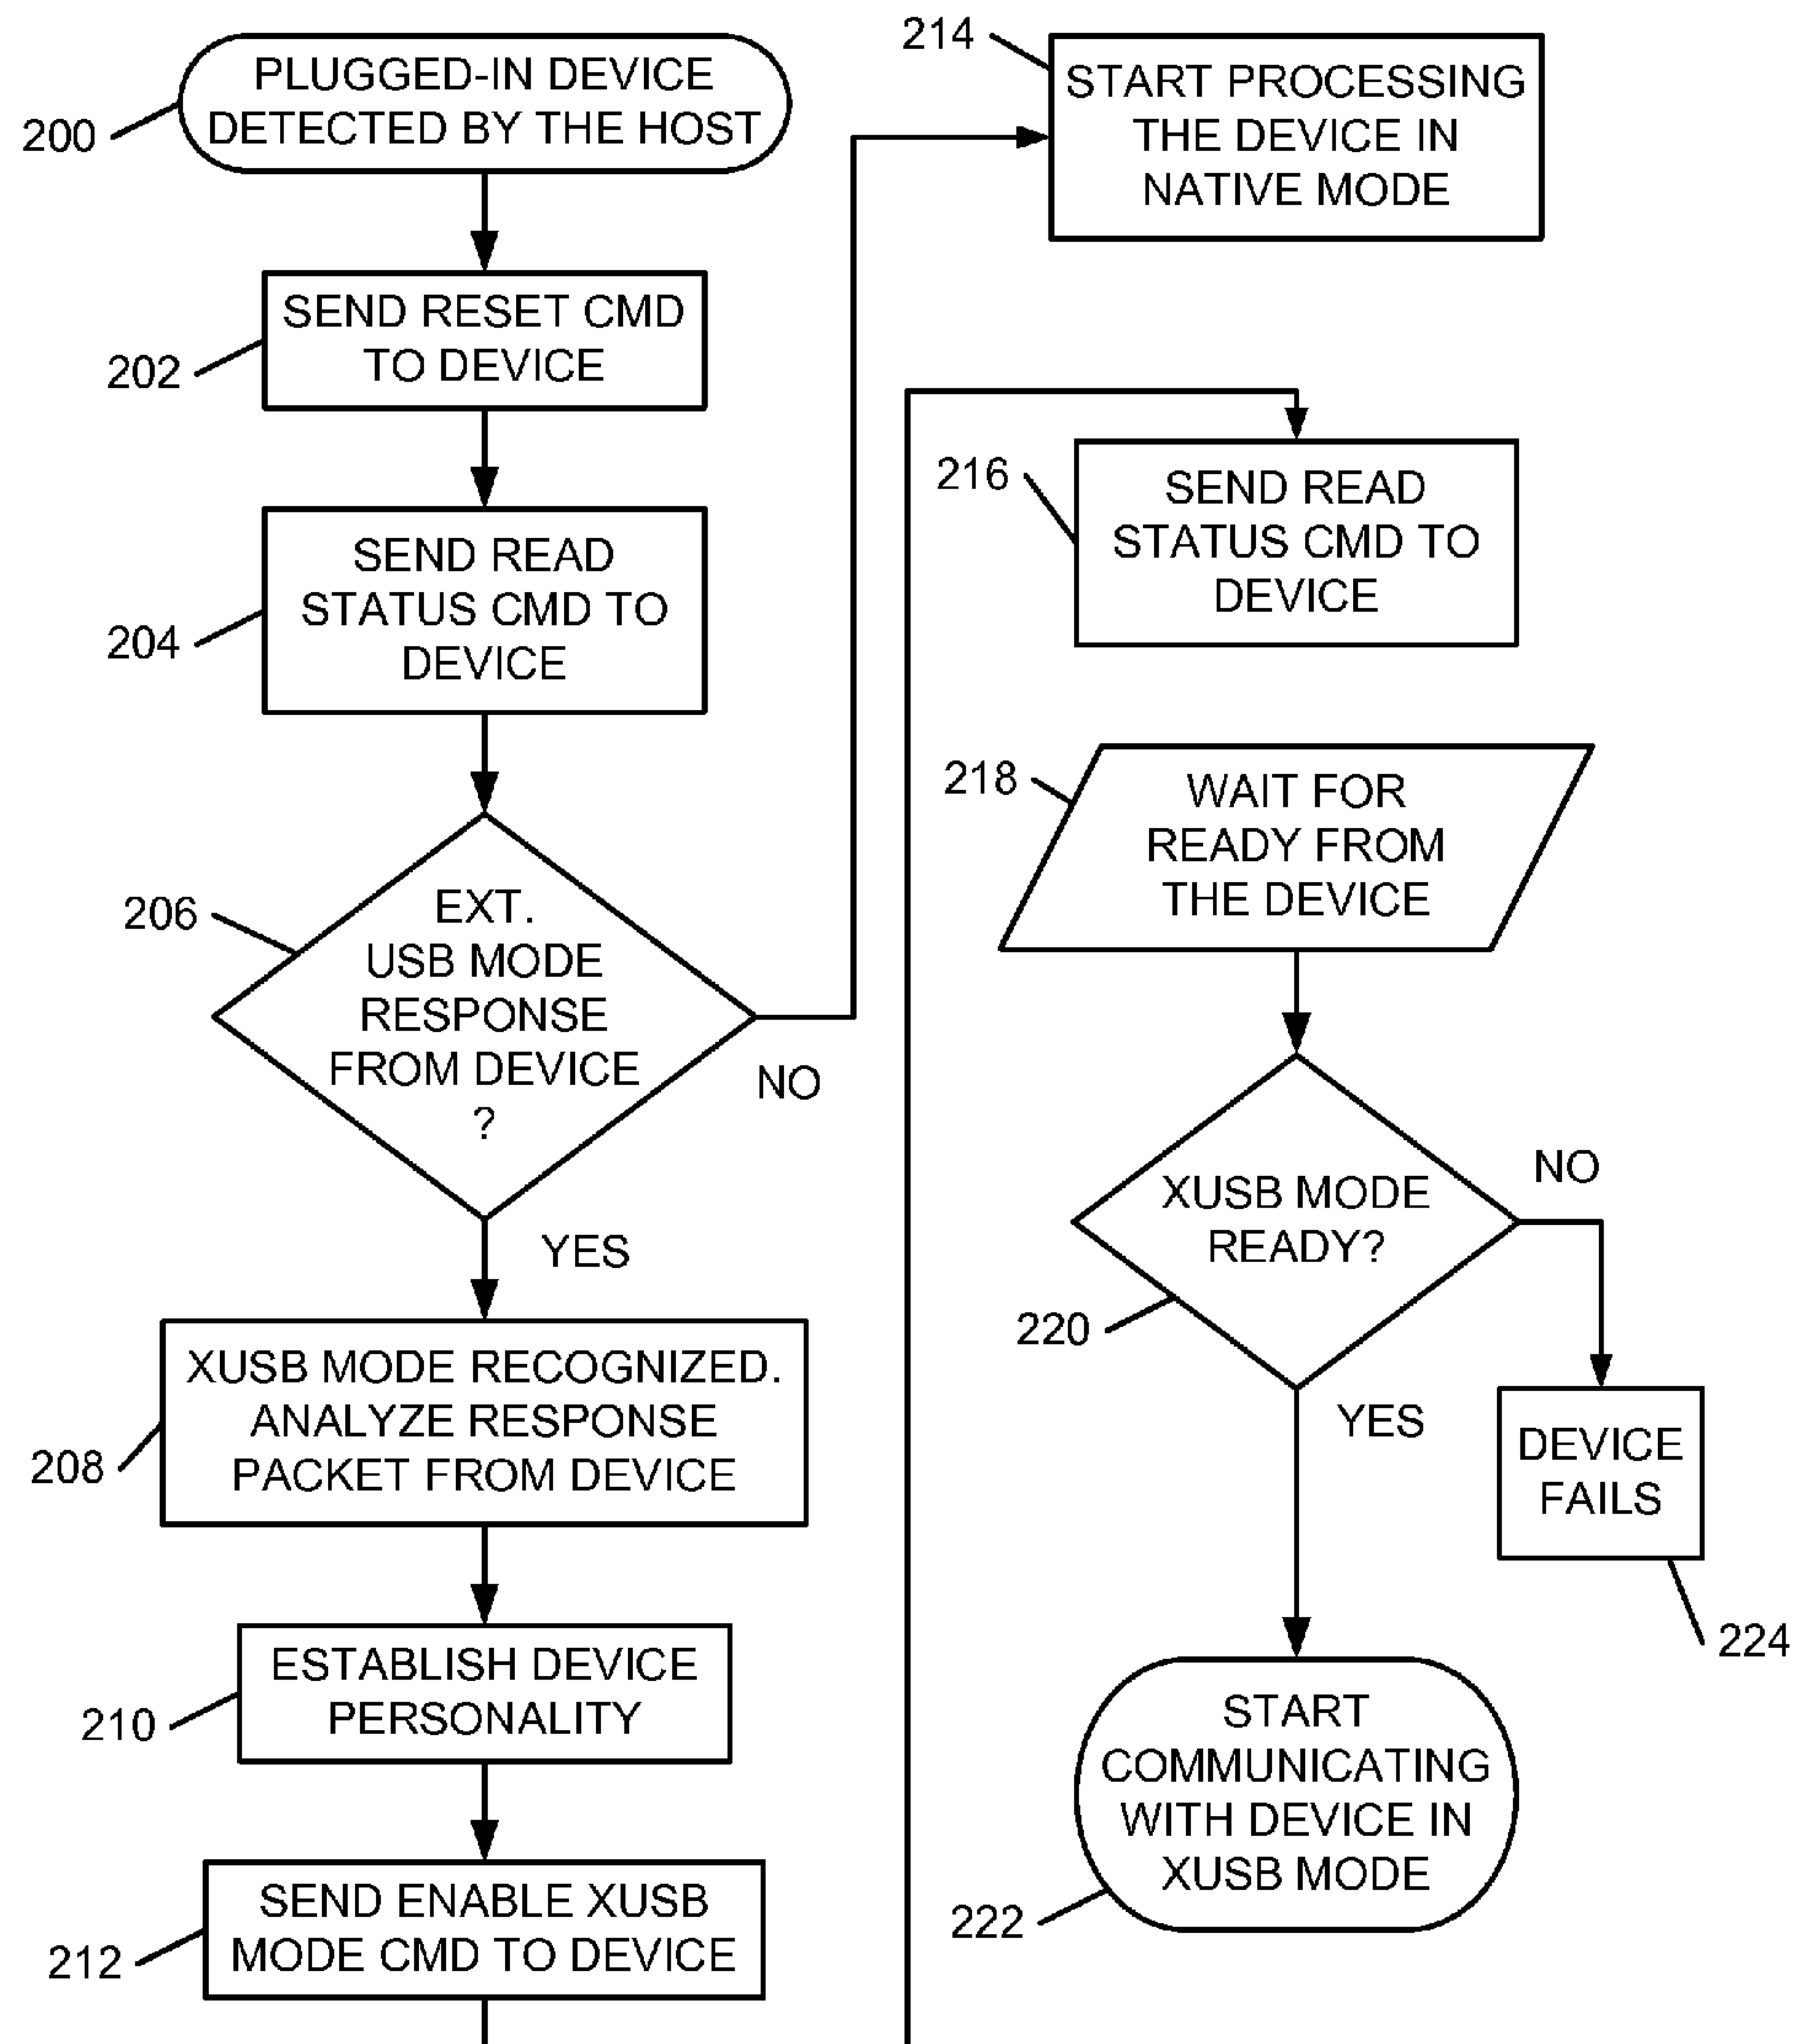 200
PLUGGED-IN DEVICE
DETECTED BY THE HOST
202
SEND RESET CMD
TO DEVICE
204
SEND READ
STATUS CMD TO
DEVICE
206
EXT.
USB MODE
RESPONSE
FROM DEVICE
?
NO
YES
208
XUSB MODE RECOGNIZED.
ANALYZE RESPONSE
PACKET FROM DEVICE
210
ESTABLISH DEVICE
PERSONALITY
212
SEND ENABLE XUSB
MODE CMD TO DEVICE
214
START PROCESSING
THE DEVICE IN
NATIVE MODE
216
SEND READ
STATUS CMD TO
DEVICE
218
WAIT FOR
READY FROM
THE DEVICE
220
XUSB MODE
READY?
NO
YES
DEVICE
FAILS
224
222
START
COMMUNICATING
WITH DEVICE IN
XUSB MODE